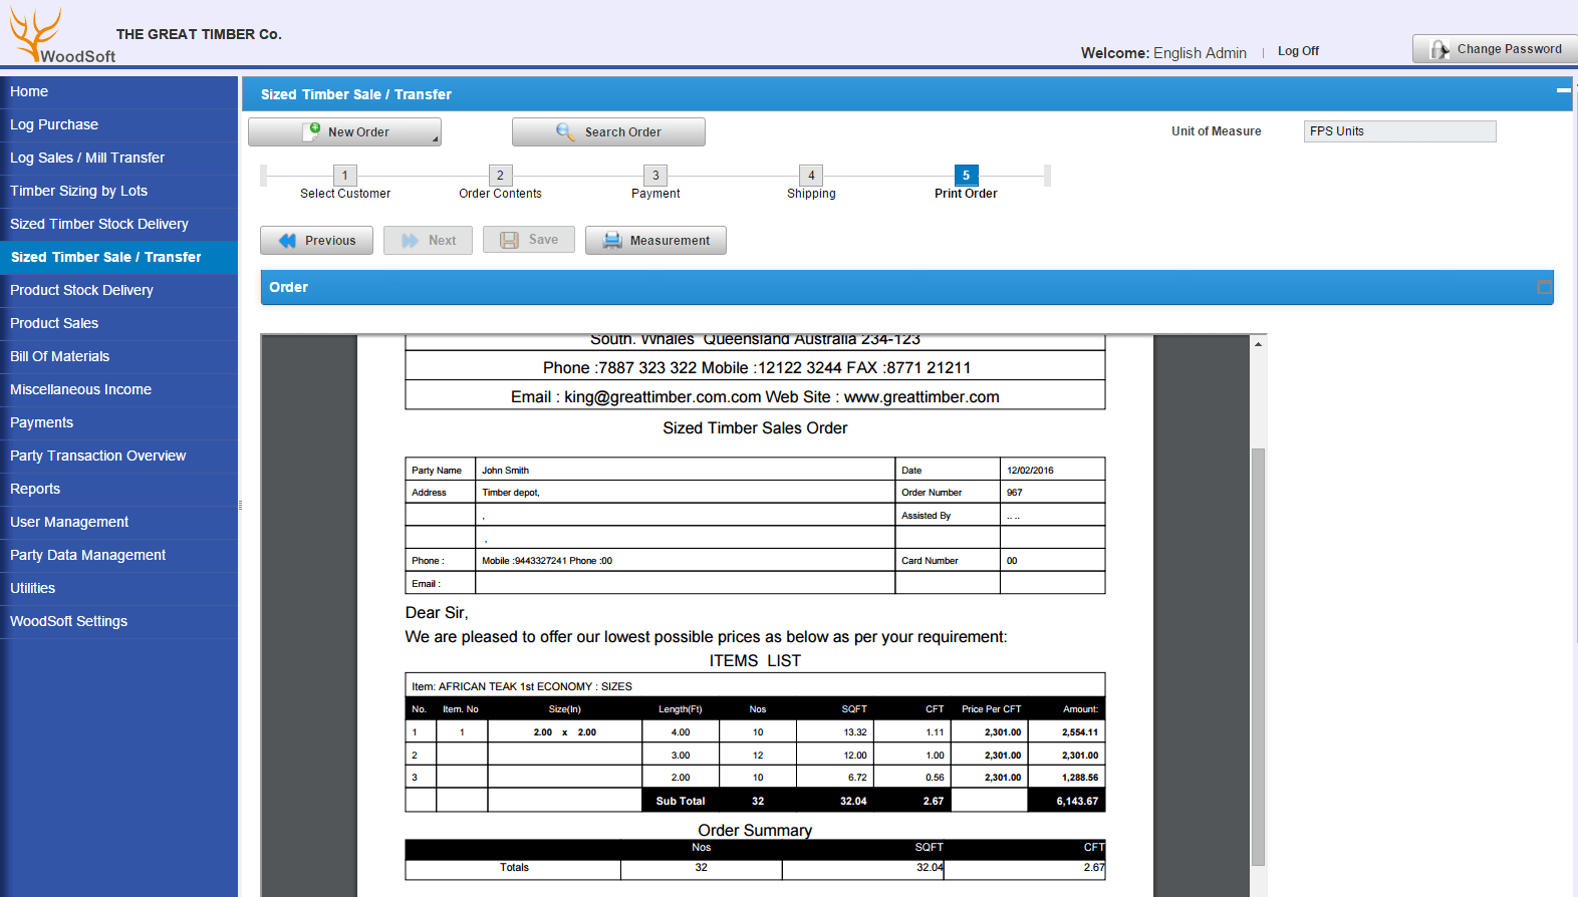 THE GREAT TIMBER Co.
WoodSoft
Welcome: English Admin | Log Off
Change Password
Home
Log Purchase
Log Sales / Mill Transfer
Timber Sizing by Lots
Sized Timber Stock Delivery
Sized Timber Sale / Transfer
Product Stock Delivery
Product Sales
Bill Of Materials
Miscellaneous Income
Payments
Party Transaction Overview
Reports
User Management
Party Data Management
Utilities
WoodSoft Settings
Sized Timber Sale / Transfer
New Order
Search Order
Unit of Measure
FPS Units
1 2 3 4 5
Select Customer Order Contents Payment Shipping Print Order
Previous Next Save Measurement
Order
South. Whales Queensland Australia 234-123
Phone :7887 323 322 Mobile :12122 3244 FAX :8771 21211
Email : king@greattimber.com.com Web Site : www.greattimber.com
Sized Timber Sales Order
Party Name John Smith Date 12/02/2016
Address Timber depot, Order Number 967
, Assisted By .. ..
,
Phone : Mobile :9443327241 Phone :00 Card Number 00
Email :
Dear Sir,
We are pleased to offer our lowest possible prices as below as per your requirement:
ITEMS LIST
Item: AFRICAN TEAK 1st ECONOMY : SIZES
No. Item. No Size(In) Length(Ft) Nos SQFT CFT Price Per CFT Amount:
1 1 2.00 x 2.00 4.00 10 13.32 1.11 2,301.00 2,554.11
2 3.00 12 12.00 1.00 2,301.00 2,301.00
3 2.00 10 6.72 0.56 2,301.00 1,288.56
Sub Total 32 32.04 2.67 6,143.67
Order Summary
Nos SQFT CFT
Totals 32 32.04 2.67